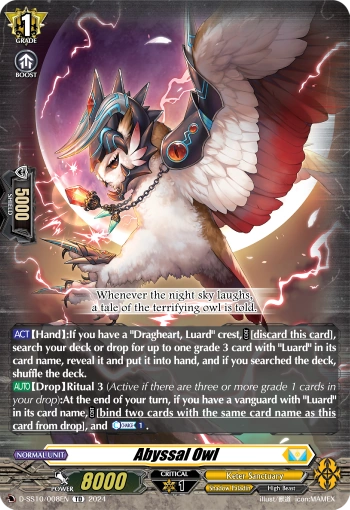 1
GRADE
BOOST
5000
SHIELD
Whenever the night sky laughs,
a tale of the terrifying owl is told.
ACT【Hand】:If you have a "Dragheart, Luard" crest, COST [discard this card],
search your deck or drop for up to one grade 3 card with "Luard" in its
card name, reveal it and put it into hand, and if you searched the deck,
shuffle the deck.
AUTO【Drop】Ritual 3 (Active if there are three or more grade 1 cards in
your drop):At the end of your turn, if you have a vanguard with "Luard"
in its card name, COST [bind two cards with the same card name as this
card from drop], and 1 .
NORMAL UNIT
Abyssal Owl
POWER 8000
CRITICAL
1
Keter Sanctuary
Shadow Paladin
High Beast
D-SS10/008EN TD 2024
Illust/
icon:MAMEX